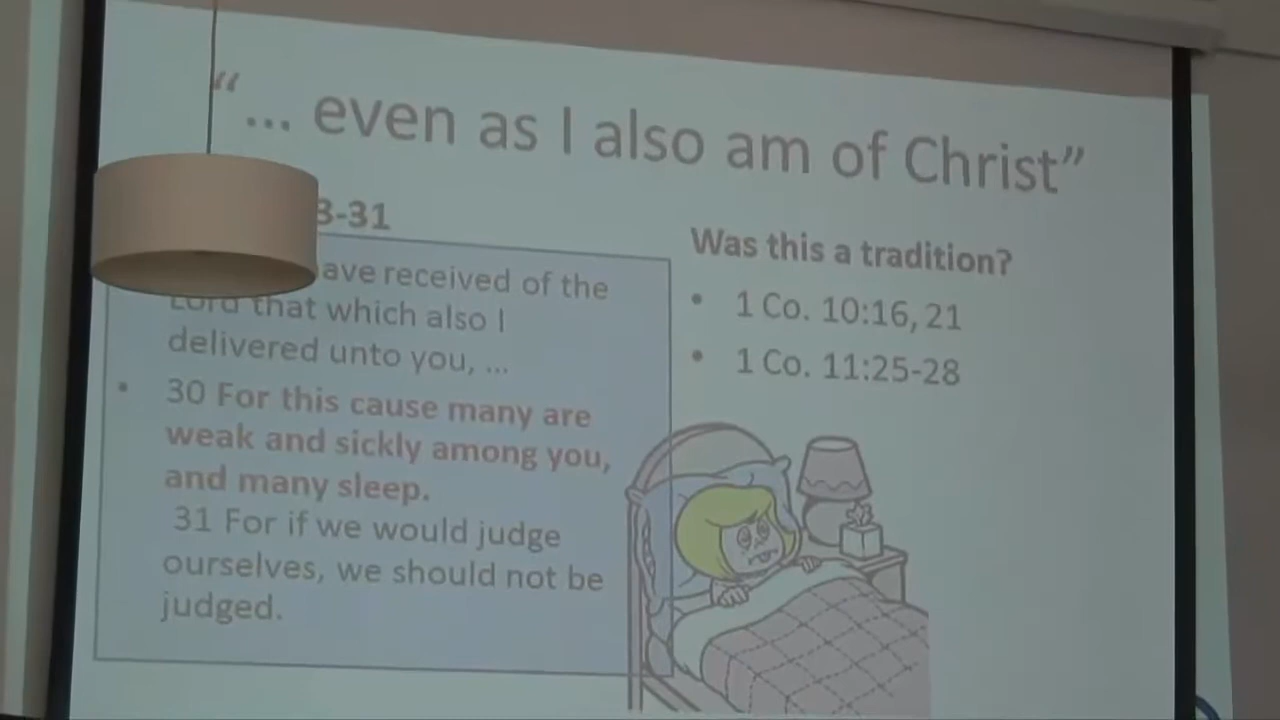 “... even as I also am of Christ”
3-31
ave received of the
Lord that which also I
delivered unto you, ...
• 30 For this cause many are
weak and sickly among you,
and many sleep.
31 For if we would judge
ourselves, we should not be
judged.
Was this a tradition?
• 1 Co. 10:16, 21
• 1 Co. 11:25-28